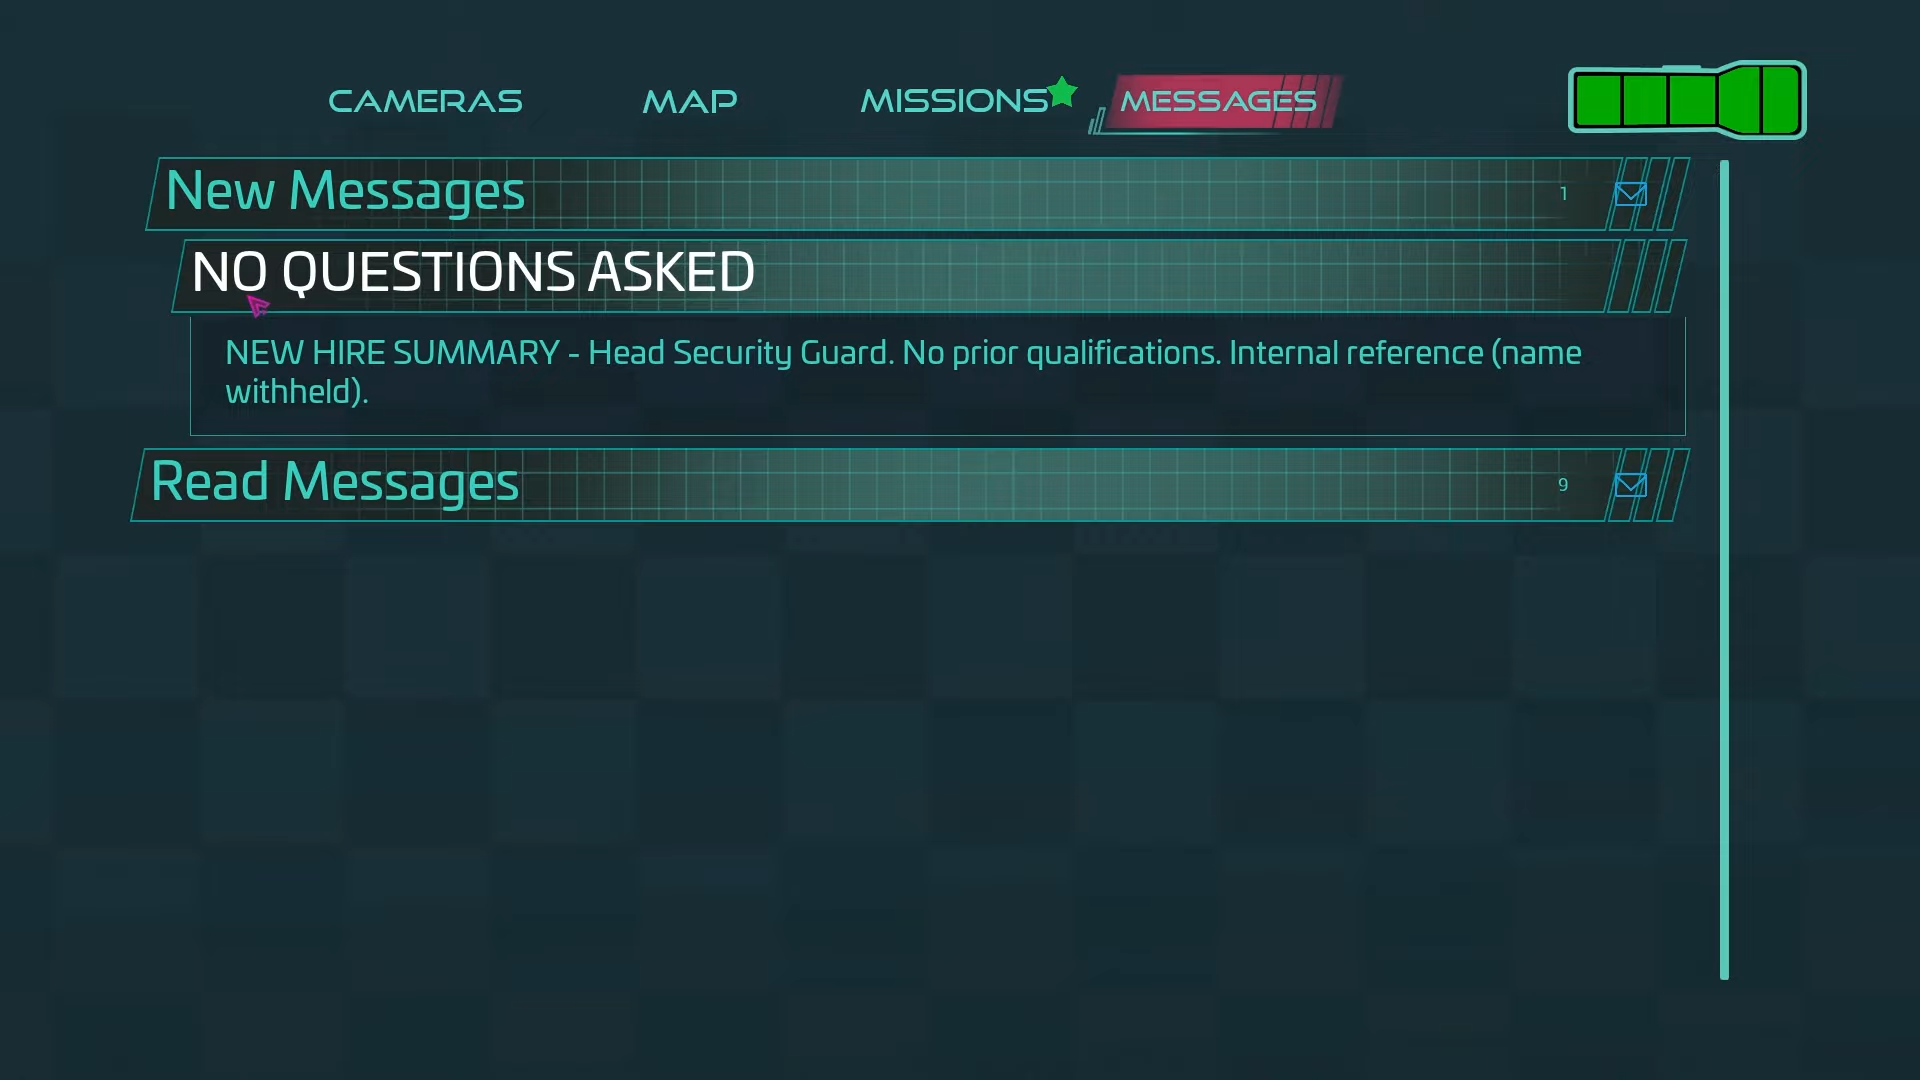 CAMERAS MAP MISSIONS MESSAGES
New Messages 1
NO QUESTIONS ASKED
NEW HIRE SUMMARY - Head Security Guard. No prior qualifications. Internal reference (name
withheld).
Read Messages 9